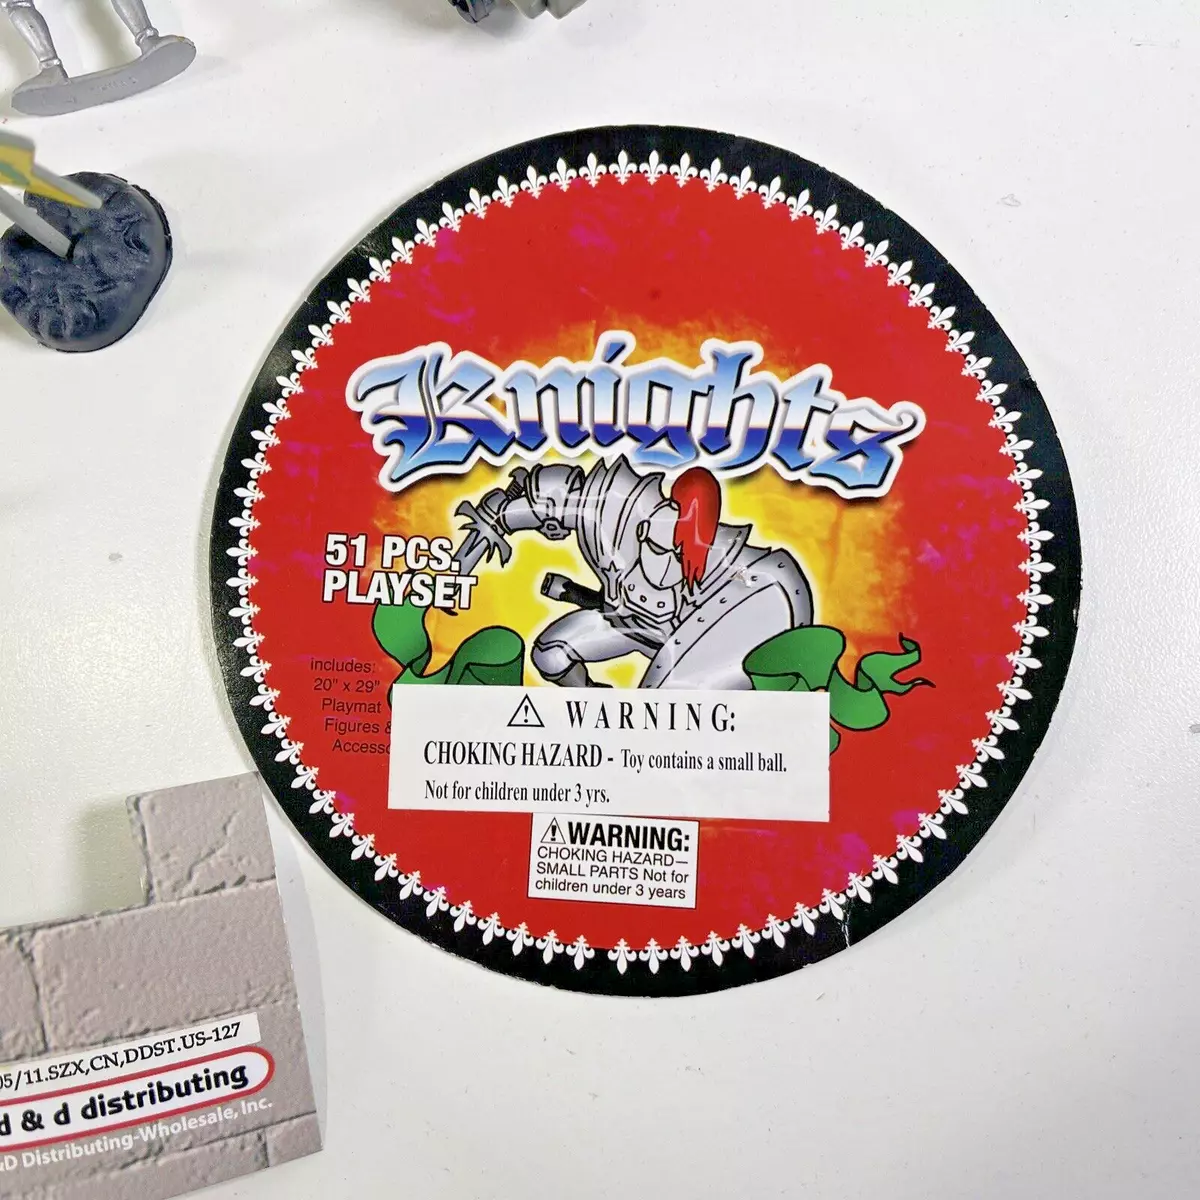 Knights
51 PCS.
PLAYSET
includes:
20" x 29"
Playmat
Figures &
WARNING:
CHOKING HAZARD - Toy contains a small ball.
Not for children under 3 yrs.
WARNING:
CHOKING HAZARD—
SMALL PARTS Not for
children under 3 years
05/11.SZX,CN,DDST.US-127
d & d distributing
&D Distributing-Wholesale, Inc.